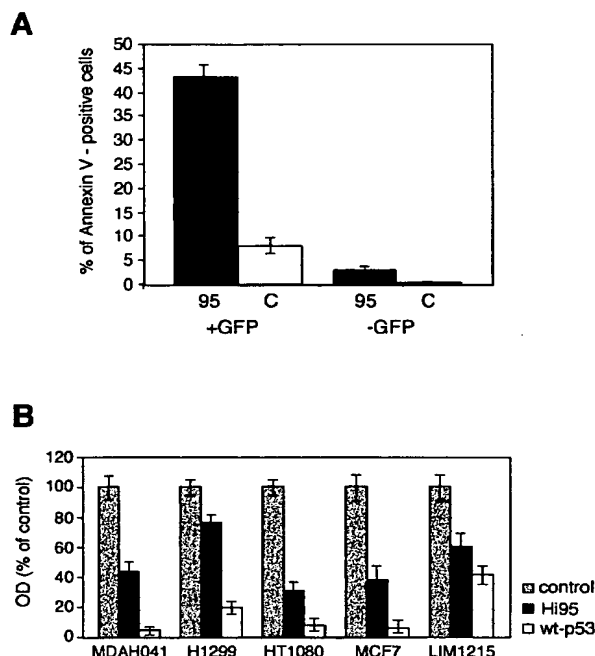 A
% of Annexin V - positive cells
50
45
40
35
30
25
20
15
10
5
0
95 C 95 C
+GFP -GFP
B
OD (% of control)
120
100
80
60
40
20
0
MDAH041 H1299 HT1080 MCF7 LIM1215
control
Hi95
wt-p53